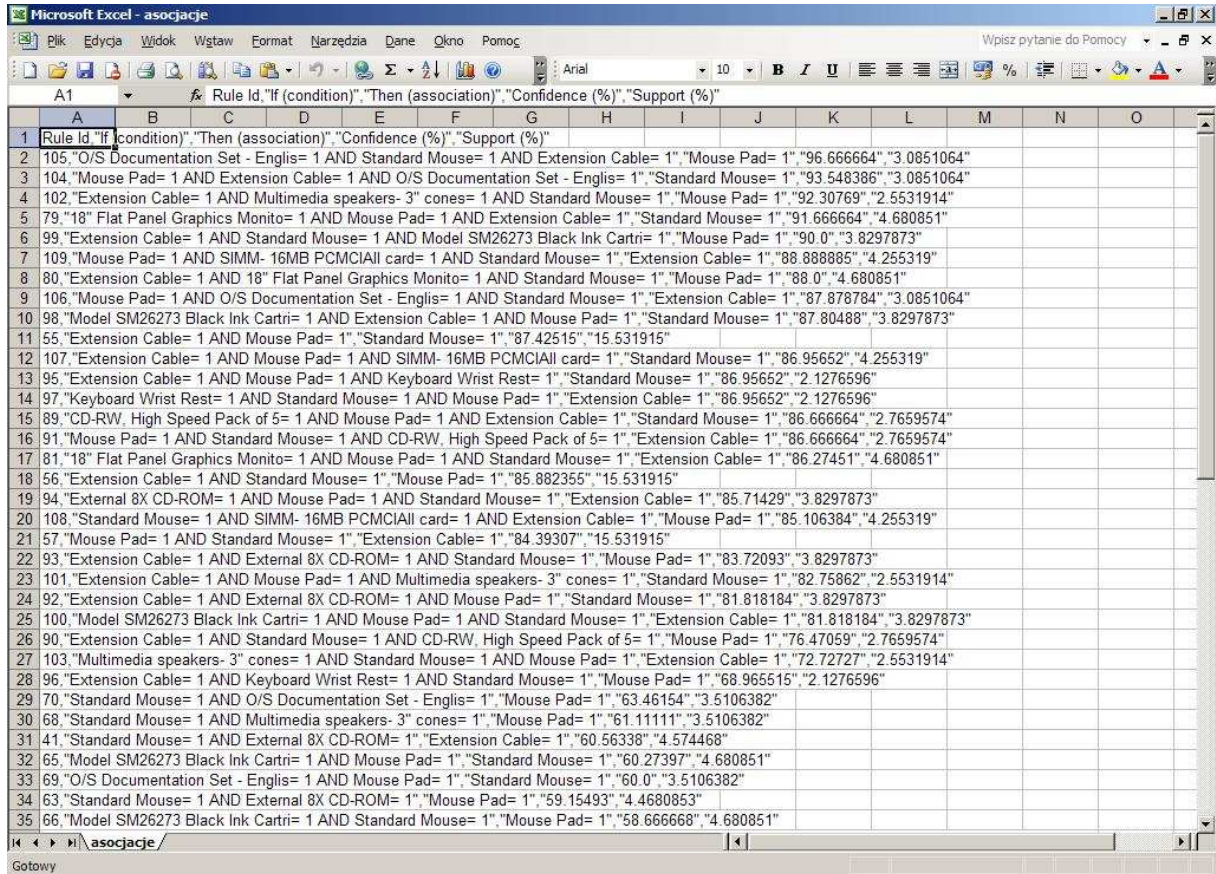 Microsoft Excel - asocjacje
Plik Edycja Widok Wstaw Format Narzędzia Dane Okno Pomoc Wpisz pytanie do Pomocy
Arial 10 B I U %
A1 fx Rule Id,"If (condition)","Then (association)","Confidence (%)","Support (%)"
A B C D E F G H I J K L M N O
1 Rule Id,"If (condition)","Then (association)","Confidence (%)","Support (%)"
2 105,"O/S Documentation Set - Englis= 1 AND Standard Mouse= 1 AND Extension Cable= 1","Mouse Pad= 1","96.666664","3.0851064"
3 104,"Mouse Pad= 1 AND Extension Cable= 1 AND O/S Documentation Set - Englis= 1","Standard Mouse= 1","93.548386","3.0851064"
4 102,"Extension Cable= 1 AND Multimedia speakers- 3" cones= 1 AND Standard Mouse= 1","Mouse Pad= 1","92.30769","2.5531914"
5 79,"18" Flat Panel Graphics Monito= 1 AND Mouse Pad= 1 AND Extension Cable= 1","Standard Mouse= 1","91.666664","4.680851"
6 99,"Extension Cable= 1 AND Standard Mouse= 1 AND Model SM26273 Black Ink Cartri= 1","Mouse Pad= 1","90.0","3.8297873"
7 109,"Mouse Pad= 1 AND SIMM- 16MB PCMCIAII card= 1 AND Standard Mouse= 1","Extension Cable= 1","88.888885","4.255319"
8 80,"Extension Cable= 1 AND 18" Flat Panel Graphics Monito= 1 AND Standard Mouse= 1","Mouse Pad= 1","88.0","4.680851"
9 106,"Mouse Pad= 1 AND O/S Documentation Set - Englis= 1 AND Standard Mouse= 1","Extension Cable= 1","87.878784","3.0851064"
10 98,"Model SM26273 Black Ink Cartri= 1 AND Extension Cable= 1 AND Mouse Pad= 1","Standard Mouse= 1","87.80488","3.8297873"
11 55,"Extension Cable= 1 AND Mouse Pad= 1","Standard Mouse= 1","87.42515","15.531915"
12 107,"Extension Cable= 1 AND Mouse Pad= 1 AND SIMM- 16MB PCMCIAII card= 1","Standard Mouse= 1","86.95652","4.255319"
13 95,"Extension Cable= 1 AND Mouse Pad= 1 AND Keyboard Wrist Rest= 1","Standard Mouse= 1","86.95652","2.1276596"
14 97,"Keyboard Wrist Rest= 1 AND Standard Mouse= 1 AND Mouse Pad= 1","Extension Cable= 1","86.95652","2.1276596"
15 89,"CD-RW, High Speed Pack of 5= 1 AND Mouse Pad= 1 AND Extension Cable= 1","Standard Mouse= 1","86.666664","2.7659574"
16 91,"Mouse Pad= 1 AND Standard Mouse= 1 AND CD-RW, High Speed Pack of 5= 1","Extension Cable= 1","86.666664","2.7659574"
17 81,"18" Flat Panel Graphics Monito= 1 AND Mouse Pad= 1 AND Standard Mouse= 1","Extension Cable= 1","86.27451","4.680851"
18 56,"Extension Cable= 1 AND Standard Mouse= 1","Mouse Pad= 1","85.882355","15.531915"
19 94,"External 8X CD-ROM= 1 AND Mouse Pad= 1 AND Standard Mouse= 1","Extension Cable= 1","85.71429","3.8297873"
20 108,"Standard Mouse= 1 AND SIMM- 16MB PCMCIAII card= 1 AND Extension Cable= 1","Mouse Pad= 1","85.106384","4.255319"
21 57,"Mouse Pad= 1 AND Standard Mouse= 1","Extension Cable= 1","84.39307","15.531915"
22 93,"Extension Cable= 1 AND External 8X CD-ROM= 1 AND Standard Mouse= 1","Mouse Pad= 1","83.72093","3.8297873"
23 101,"Extension Cable= 1 AND Mouse Pad= 1 AND Multimedia speakers- 3" cones= 1","Standard Mouse= 1","82.75862","2.5531914"
24 92,"Extension Cable= 1 AND External 8X CD-ROM= 1 AND Mouse Pad= 1","Standard Mouse= 1","81.818184","3.8297873"
25 100,"Model SM26273 Black Ink Cartri= 1 AND Mouse Pad= 1 AND Standard Mouse= 1","Extension Cable= 1","81.818184","3.8297873"
26 90,"Extension Cable= 1 AND Standard Mouse= 1 AND CD-RW, High Speed Pack of 5= 1","Mouse Pad= 1","76.47059","2.7659574"
27 103,"Multimedia speakers- 3" cones= 1 AND Standard Mouse= 1 AND Mouse Pad= 1","Extension Cable= 1","72.72727","2.5531914"
28 96,"Extension Cable= 1 AND Keyboard Wrist Rest= 1 AND Standard Mouse= 1","Mouse Pad= 1","68.965515","2.1276596"
29 70,"Standard Mouse= 1 AND O/S Documentation Set - Englis= 1","Mouse Pad= 1","63.46154","3.5106382"
30 68,"Standard Mouse= 1 AND Multimedia speakers- 3" cones= 1","Mouse Pad= 1","61.11111","3.5106382"
31 41,"Standard Mouse= 1 AND External 8X CD-ROM= 1","Extension Cable= 1","60.56338","4.574468"
32 65,"Model SM26273 Black Ink Cartri= 1 AND Mouse Pad= 1","Standard Mouse= 1","60.27397","4.680851"
33 69,"O/S Documentation Set - Englis= 1 AND Mouse Pad= 1","Standard Mouse= 1","60.0","3.5106382"
34 63,"Standard Mouse= 1 AND External 8X CD-ROM= 1","Mouse Pad= 1","59.15493","4.4680853"
35 66,"Model SM26273 Black Ink Cartri= 1 AND Standard Mouse= 1","Mouse Pad= 1","58.666668","4.680851"
asocjacje
Gotowy